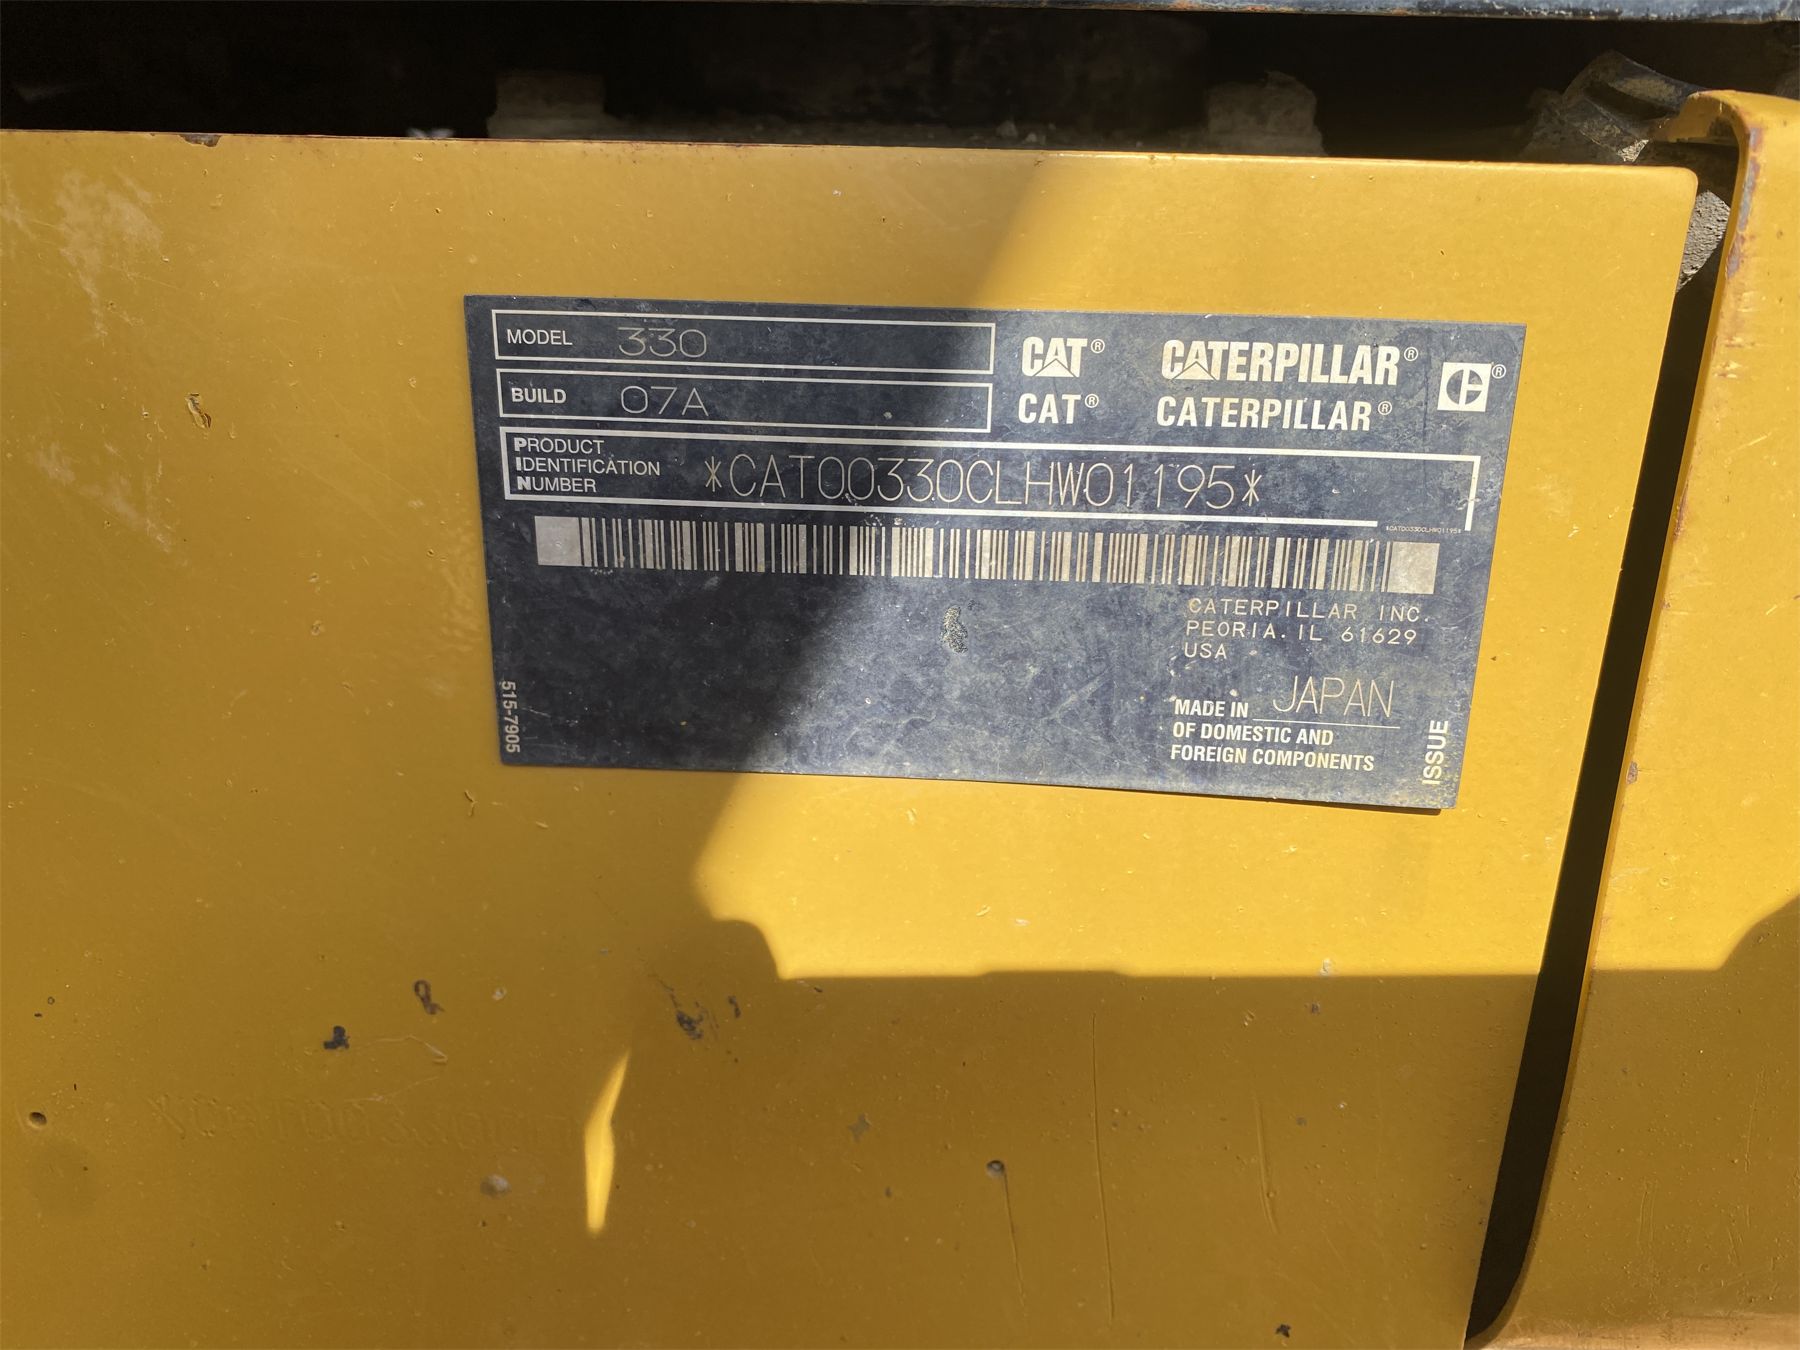 MODEL 330
BUILD 07A
CAT® CATERPILLAR®
CAT® CATERPILLAR®
PRODUCT
IDENTIFICATION
NUMBER
*CAT00330CLHW01195*
*CAT00330CLHW01195*
CATERPILLAR INC.
PEORIA, IL 61629
USA
MADE IN JAPAN
OF DOMESTIC AND
FOREIGN COMPONENTS
ISSUE
515-7905